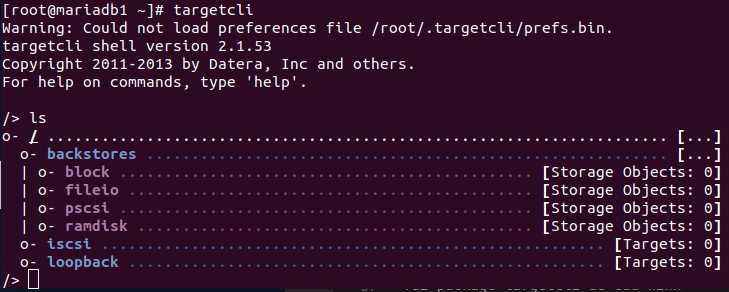 [root@mariadb1 ~]# targetcli
Warning: Could not load preferences file /root/.targetcli/prefs.bin.
targetcli shell version 2.1.53
Copyright 2011-2013 by Datera, Inc and others.
For help on commands, type 'help'.
/> ls
o- / ..................................................................... [...]
  o- backstores .......................................................... [...]
  | o- block .............................................. [Storage Objects: 0]
  | o- fileio ............................................. [Storage Objects: 0]
  | o- pscsi .............................................. [Storage Objects: 0]
  | o- ramdisk ............................................ [Storage Objects: 0]
  o- iscsi ........................................................ [Targets: 0]
  o- loopback ..................................................... [Targets: 0]
/>